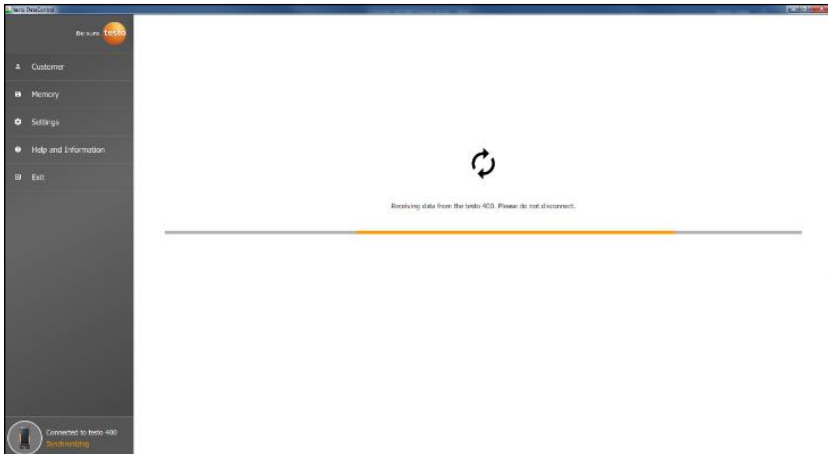 testo DataControl
Be sure. testo
Customer
Memory
Settings
Help and Information
Exit
Receiving data from the testo 400. Please do not disconnect.
Connected to testo 400
Synchronizing